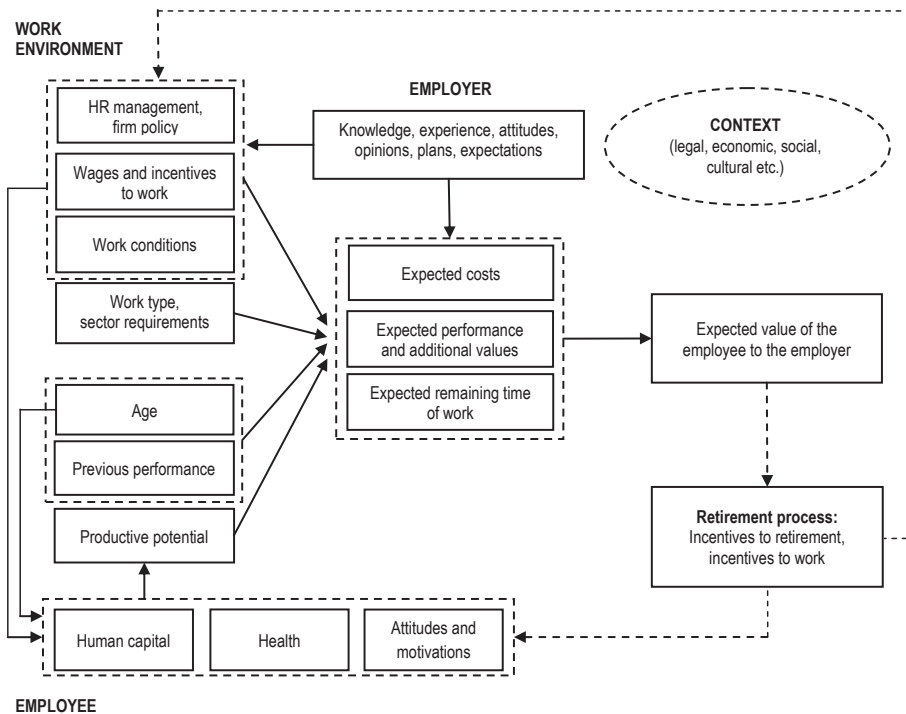 WORK
ENVIRONMENT
HR management,
firm policy
Wages and incentives
to work
Work conditions
Work type,
sector requirements
Age
Previous performance
Productive potential
Human capital
Health
Attitudes and
motivations
EMPLOYEE
EMPLOYER
Knowledge, experience, attitudes,
opinions, plans, expectations
Expected costs
Expected performance
and additional values
Expected remaining time
of work
CONTEXT
(legal, economic, social,
cultural etc.)
Expected value of the
employee to the employer
Retirement process:
Incentives to retirement,
incentives to work